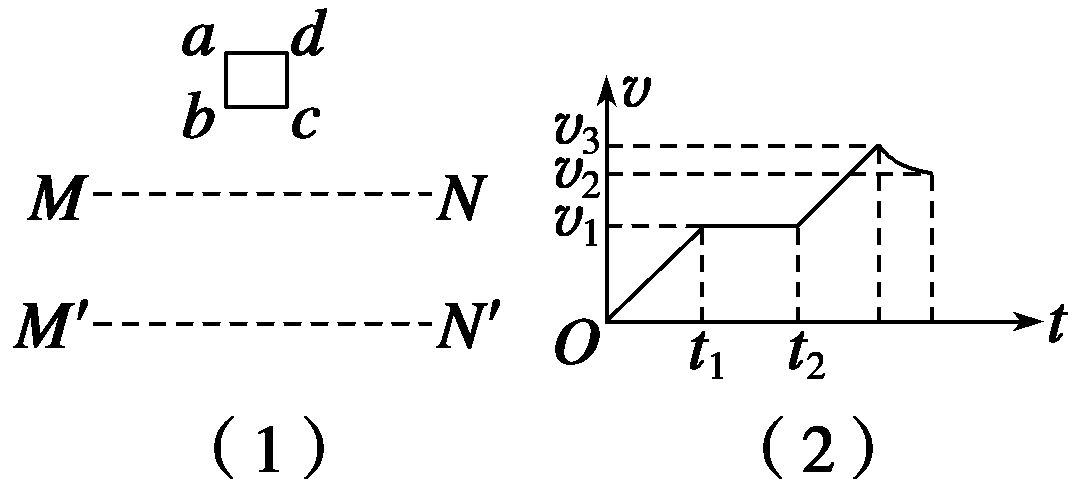 a d
b c
M N
M′ N′
(1)
v
v₃
v₂
v₁
O t₁ t₂ t
(2)